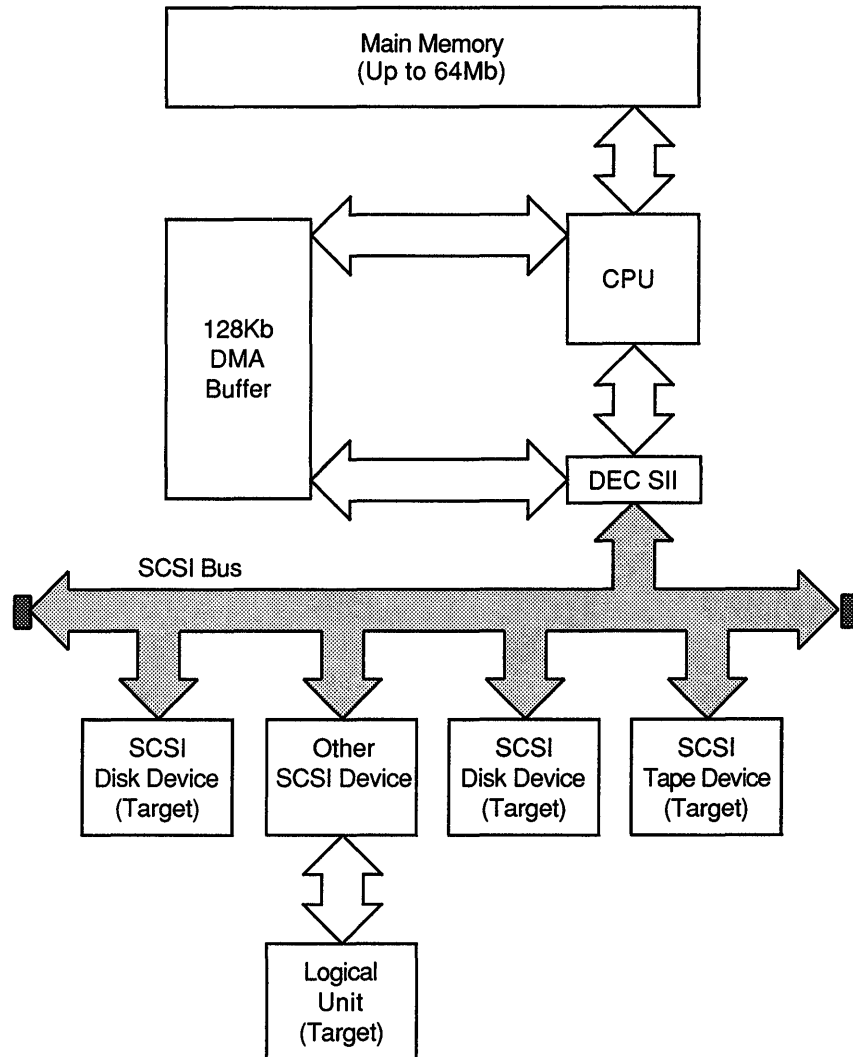 Main Memory
(Up to 64Mb)
CPU
128Kb
DMA
Buffer
DEC SII
SCSI Bus
SCSI
Disk Device
(Target)
Other
SCSI Device
SCSI
Disk Device
(Target)
SCSI
Tape Device
(Target)
Logical
Unit
(Target)